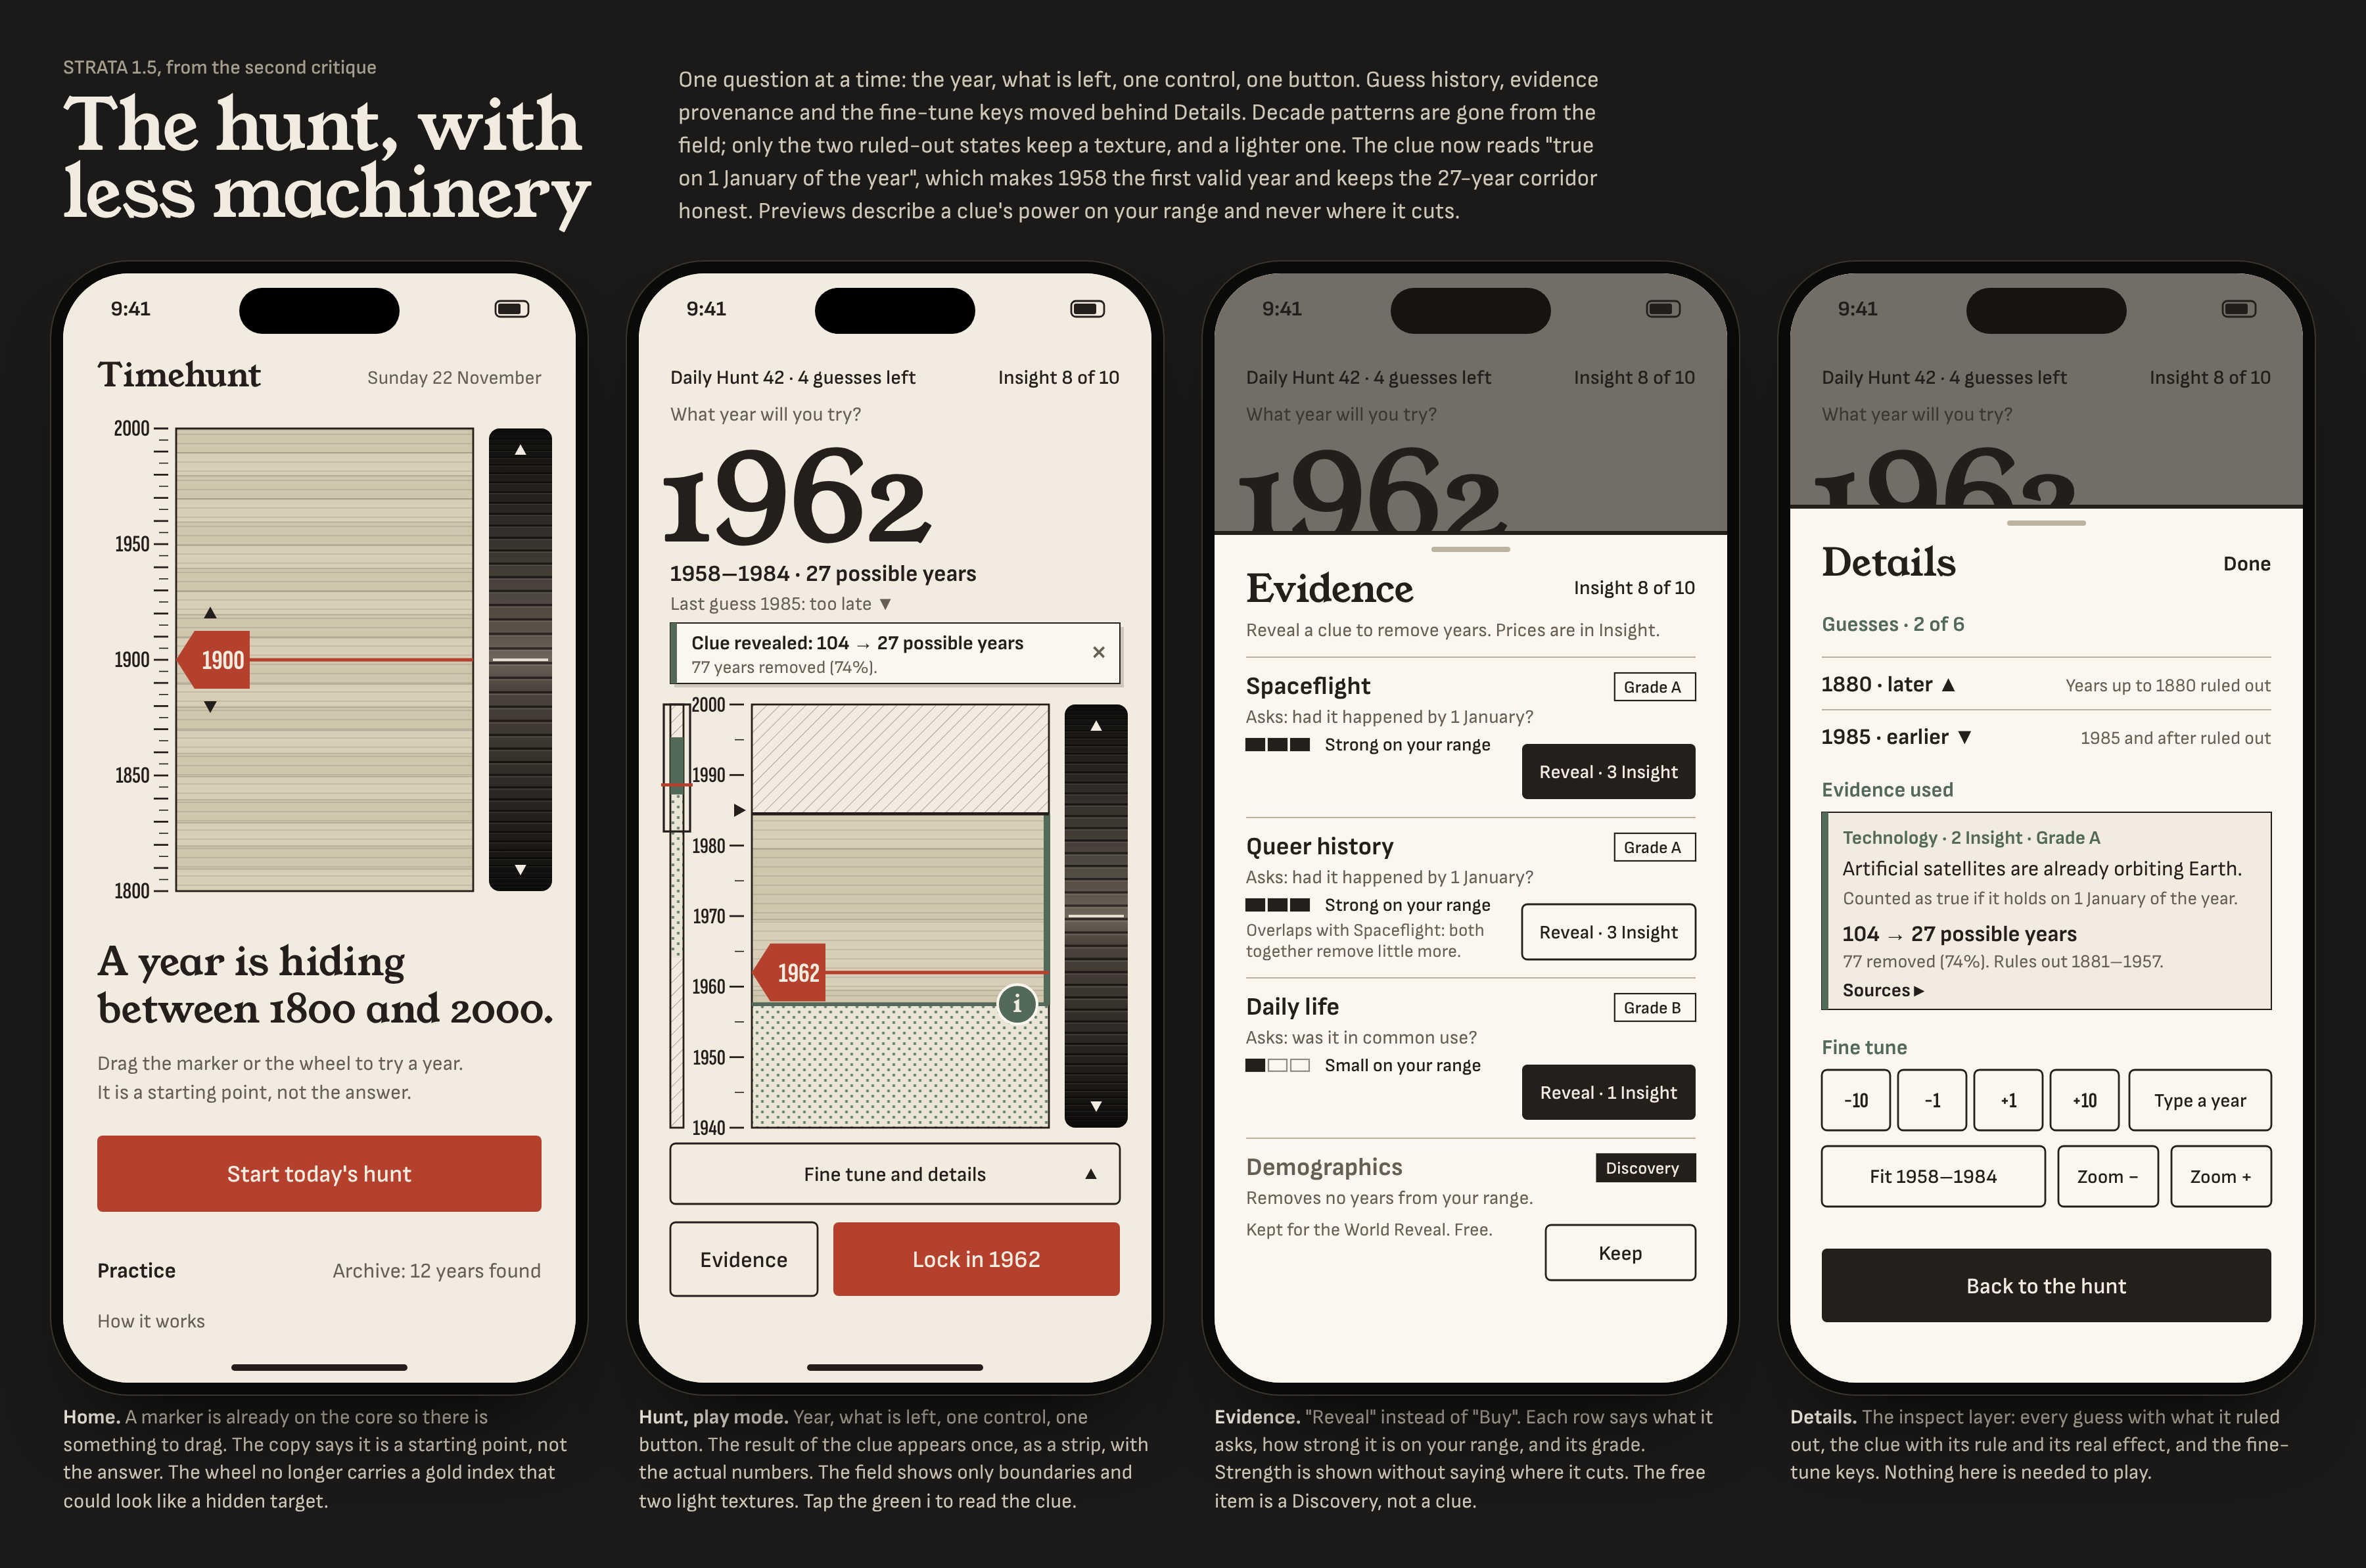 STRATA 1.5, from the second critique
The hunt, with
less machinery
One question at a time: the year, what is left, one control, one button. Guess history, evidence
provenance and the fine-tune keys moved behind Details. Decade patterns are gone from the
field; only the two ruled-out states keep a texture, and a lighter one. The clue now reads "true
on 1 January of the year", which makes 1958 the first valid year and keeps the 27-year corridor
honest. Previews describe a clue's power on your range and never where it cuts.
9:41
Timehunt
Sunday 22 November
2000
1950
1900
1850
1800
1900
A year is hiding
between 1800 and 2000.
Drag the marker or the wheel to try a year.
It is a starting point, not the answer.
Start today's hunt
Practice
Archive: 12 years found
How it works
Home. A marker is already on the core so there is
something to drag. The copy says it is a starting point, not
the answer. The wheel no longer carries a gold index that
could look like a hidden target.
9:41
Daily Hunt 42 · 4 guesses left
Insight 8 of 10
What year will you try?
1962
1958–1984 · 27 possible years
Last guess 1985: too late ▼
Clue revealed: 104 → 27 possible years
77 years removed (74%).
×
2000
1990
1980
1970
1960
1950
1940
1962
i
Fine tune and details ▲
Evidence
Lock in 1962
Hunt, play mode. Year, what is left, one control, one
button. The result of the clue appears once, as a strip, with
the actual numbers. The field shows only boundaries and
two light textures. Tap the green i to read the clue.
9:41
Daily Hunt 42 · 4 guesses left
Insight 8 of 10
What year will you try?
1962
Evidence
Insight 8 of 10
Reveal a clue to remove years. Prices are in Insight.
Spaceflight
Grade A
Asks: had it happened by 1 January?
Strong on your range
Reveal · 3 Insight
Queer history
Grade A
Asks: had it happened by 1 January?
Strong on your range
Overlaps with Spaceflight: both
together remove little more.
Reveal · 3 Insight
Daily life
Grade B
Asks: was it in common use?
Small on your range
Reveal · 1 Insight
Demographics
Discovery
Removes no years from your range.
Kept for the World Reveal. Free.
Keep
Evidence. "Reveal" instead of "Buy". Each row says what it
asks, how strong it is on your range, and its grade.
Strength is shown without saying where it cuts. The free
item is a Discovery, not a clue.
9:41
Daily Hunt 42 · 4 guesses left
Insight 8 of 10
What year will you try?
1962
Details
Done
Guesses · 2 of 6
1880 · later ▲
Years up to 1880 ruled out
1985 · earlier ▼
1985 and after ruled out
Evidence used
Technology · 2 Insight · Grade A
Artificial satellites are already orbiting Earth.
Counted as true if it holds on 1 January of the year.
104 → 27 possible years
77 removed (74%). Rules out 1881–1957.
Sources ▸
Fine tune
-10
-1
+1
+10
Type a year
Fit 1958–1984
Zoom −
Zoom +
Back to the hunt
Details. The inspect layer: every guess with what it ruled
out, the clue with its rule and its real effect, and the fine-
tune keys. Nothing here is needed to play.